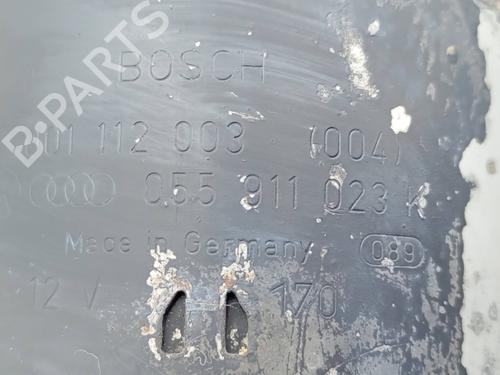 B-PARTS
BOSCH
01 112 003 (004)
055 911 023 K
Made in Germany 089
12 V 170